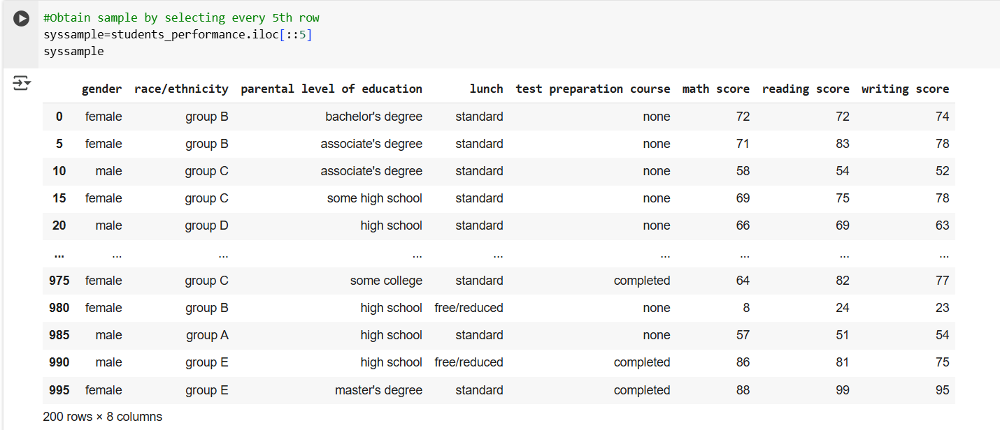 #Obtain sample by selecting every 5th row
syssample=students_performance.iloc[::5]
syssample
gender race/ethnicity parental level of education lunch test preparation course math score reading score writing score
0 female group B bachelor's degree standard none 72 72 74
5 female group B associate's degree standard none 71 83 78
10 male group C associate's degree standard none 58 54 52
15 female group C some high school standard none 69 75 78
20 male group D high school standard none 66 69 63
... ... ... ... ... ... ... ... ...
975 female group C some college standard completed 64 82 77
980 female group B high school free/reduced none 8 24 23
985 male group A high school standard none 57 51 54
990 male group E high school free/reduced completed 86 81 75
995 female group E master's degree standard completed 88 99 95
200 rows × 8 columns